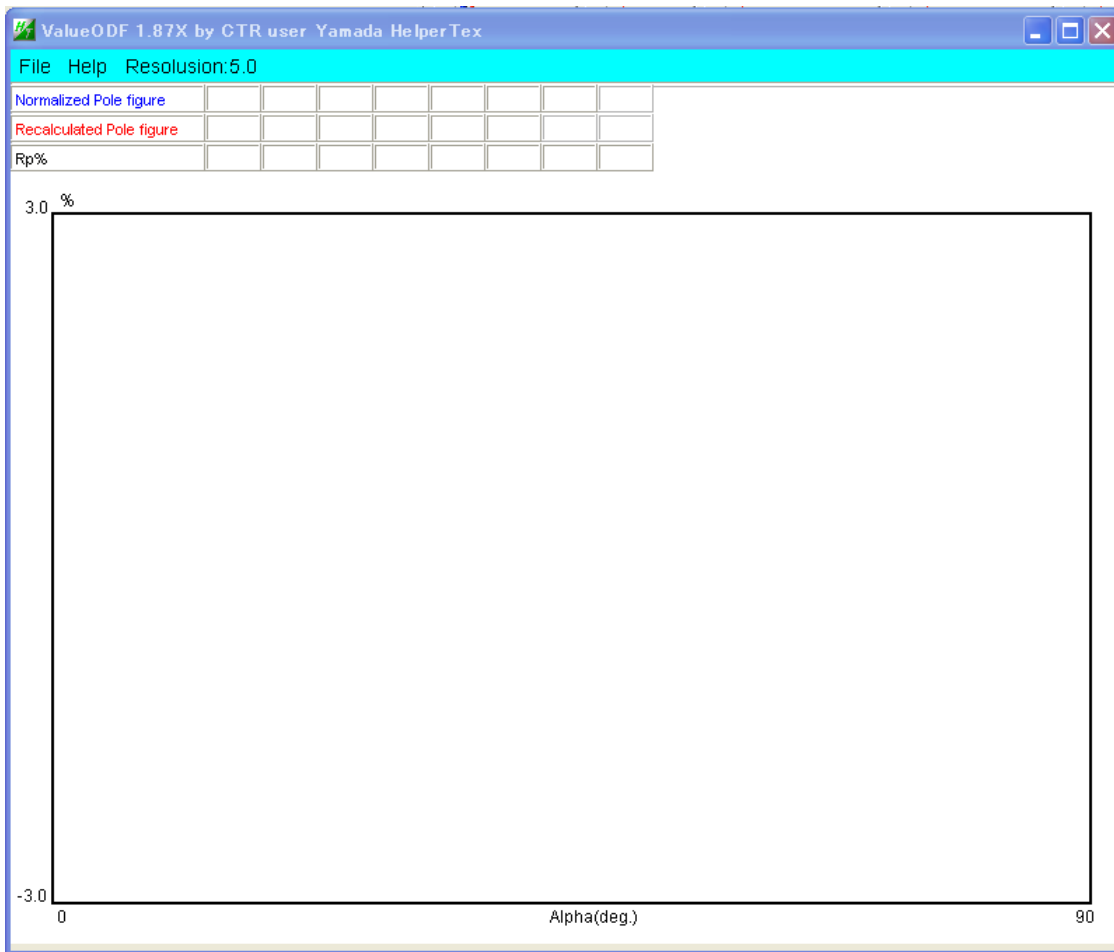 ValueODF 1.87X by CTR user Yamada HelperTex
File Help Resolusion:5.0
Normalized Pole figure
Recalculated Pole figure
Rp%
%
3.0
-3.0
0 Alpha(deg.) 90